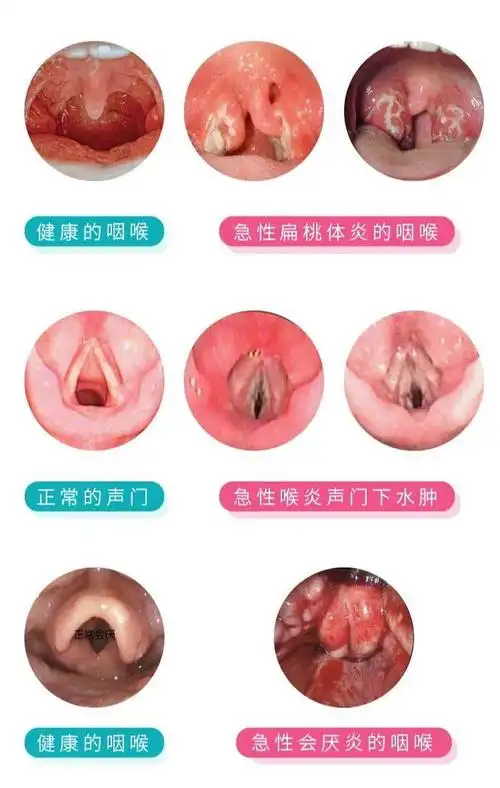 健康的咽喉
急性扁桃体炎的咽喉
正常的声门
急性喉炎声门下水肿
正常会厌
健康的咽喉
急性会厌炎的咽喉